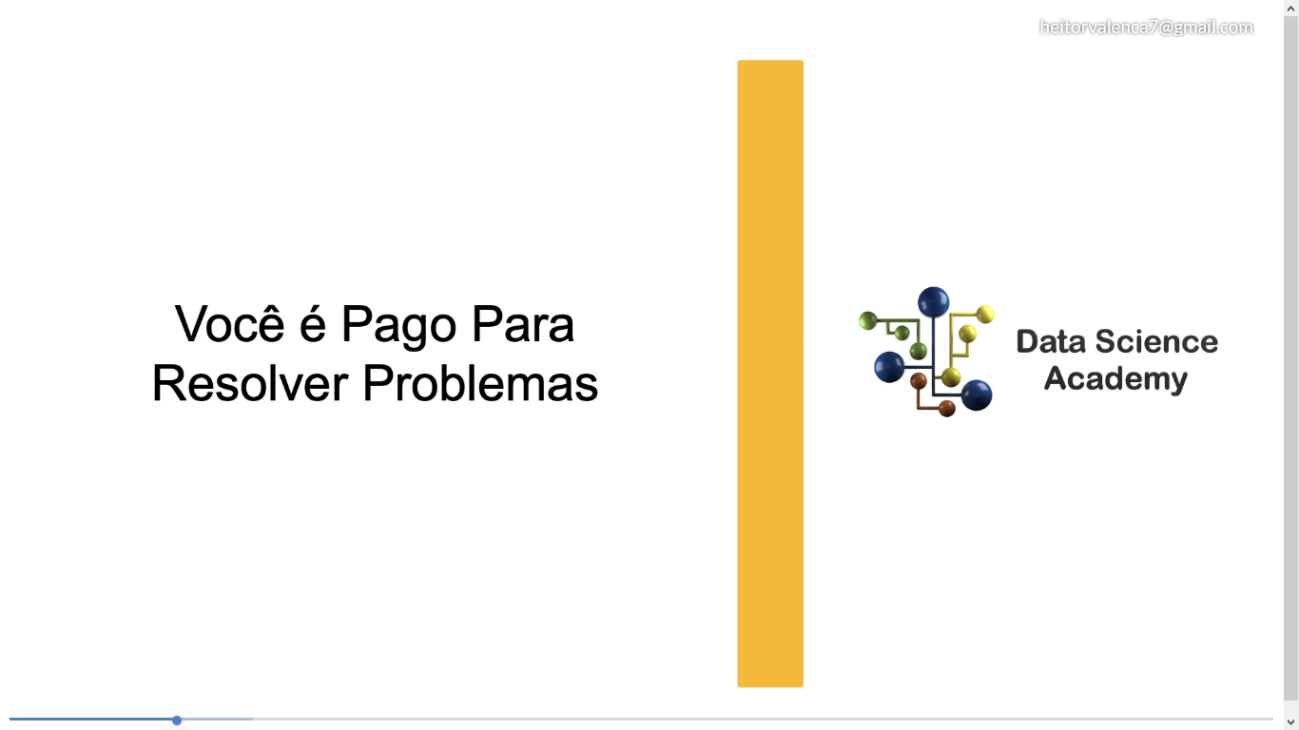 heitorvalenca7@gmail.com
Você é Pago Para
Resolver Problemas
Data Science
Academy